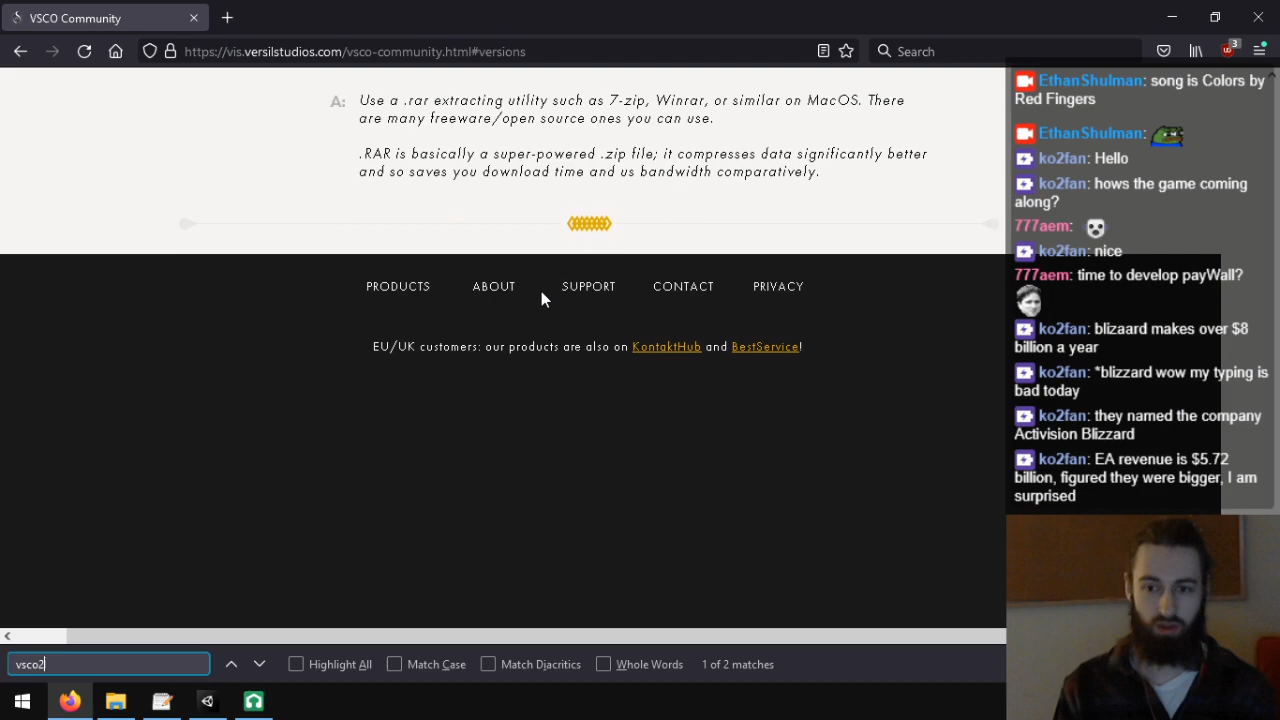 VSCO Community
https://vis.versilstudios.com/vsco-community.html#versions
Search
3
A: Use a .rar extracting utility such as 7-zip, Winrar, or similar on MacOS. There
are many freeware/open source ones you can use.
.RAR is basically a super-powered .zip file; it compresses data significantly better
and so saves you download time and us bandwidth comparatively.
PRODUCTS ABOUT SUPPORT CONTACT PRIVACY
EU/UK customers: our products are also on KontaktHub and BestService!
EthanShulman: song is Colors by
Red Fingers
EthanShulman:
ko2fan: Hello
ko2fan: hows the game coming
along?
777aem:
ko2fan: nice
777aem: time to develop payWall?
ko2fan: blizaard makes over $8
billion a year
ko2fan: *blizzard wow my typing is
bad today
ko2fan: they named the company
Activision Blizzard
ko2fan: EA revenue is $5.72
billion, figured they were bigger, I am
surprised
vsco2
Highlight All
Match Case
Match Diacritics
Whole Words
1 of 2 matches